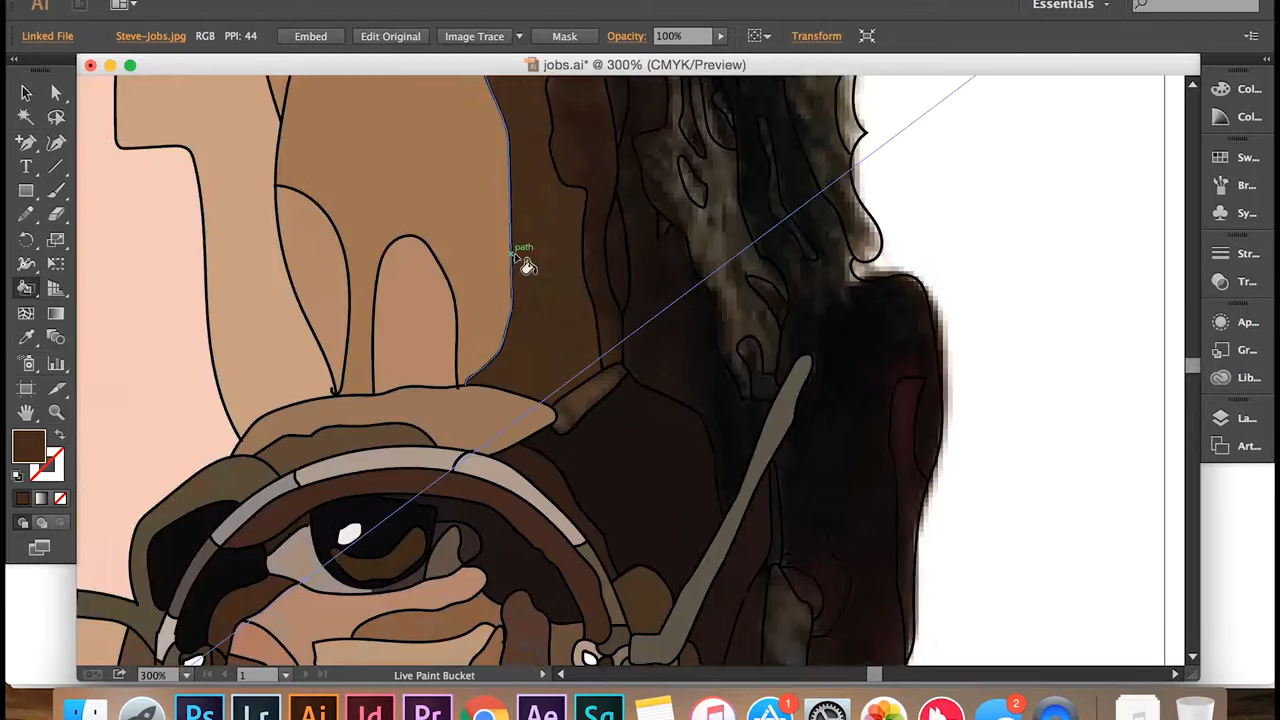 Ai
Br
Essentials
Linked File
Steve-Jobs.jpg
RGB
PPI: 44
Embed
Edit Original
Image Trace
Mask
Opacity:
100%
Transform
jobs.ai* @ 300% (CMYK/Preview)
Col...
Col...
Sw...
Br...
Sy...
Str...
Tr...
Ap...
Gr...
Lib...
La...
Art...
path
T
300%
1
Live Paint Bucket
Ps
Lr
Ai
Id
Pr
Ae
Sg
1
2